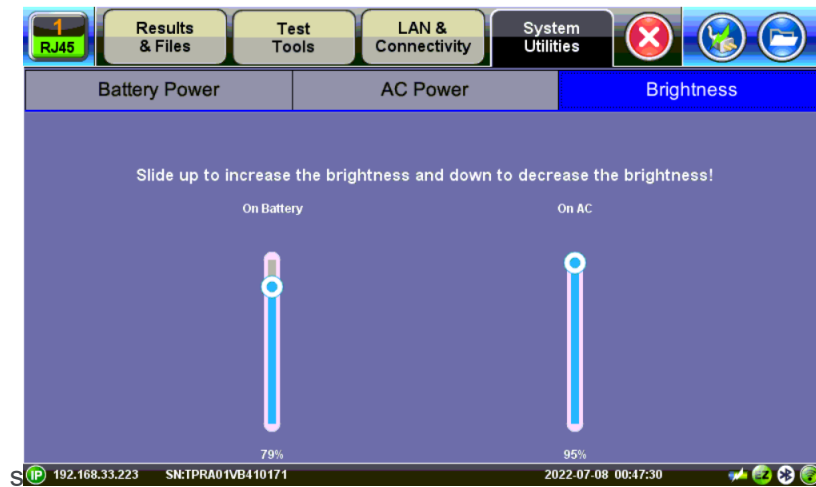 1
RJ45
Results
& Files
Test
Tools
LAN &
Connectivity
System
Utilities
Battery Power
AC Power
Brightness
Slide up to increase the brightness and down to decrease the brightness!
On Battery
On AC
79%
95%
S
IP 192.168.33.223 SN:TPRA01VB410171 2022-07-08 00:47:30 EZ